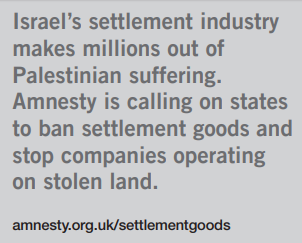 Israel’s settlement industry
makes millions out of
Palestinian suffering.
Amnesty is calling on states
to ban settlement goods and
stop companies operating
on stolen land.
amnesty.org.uk/settlementgoods